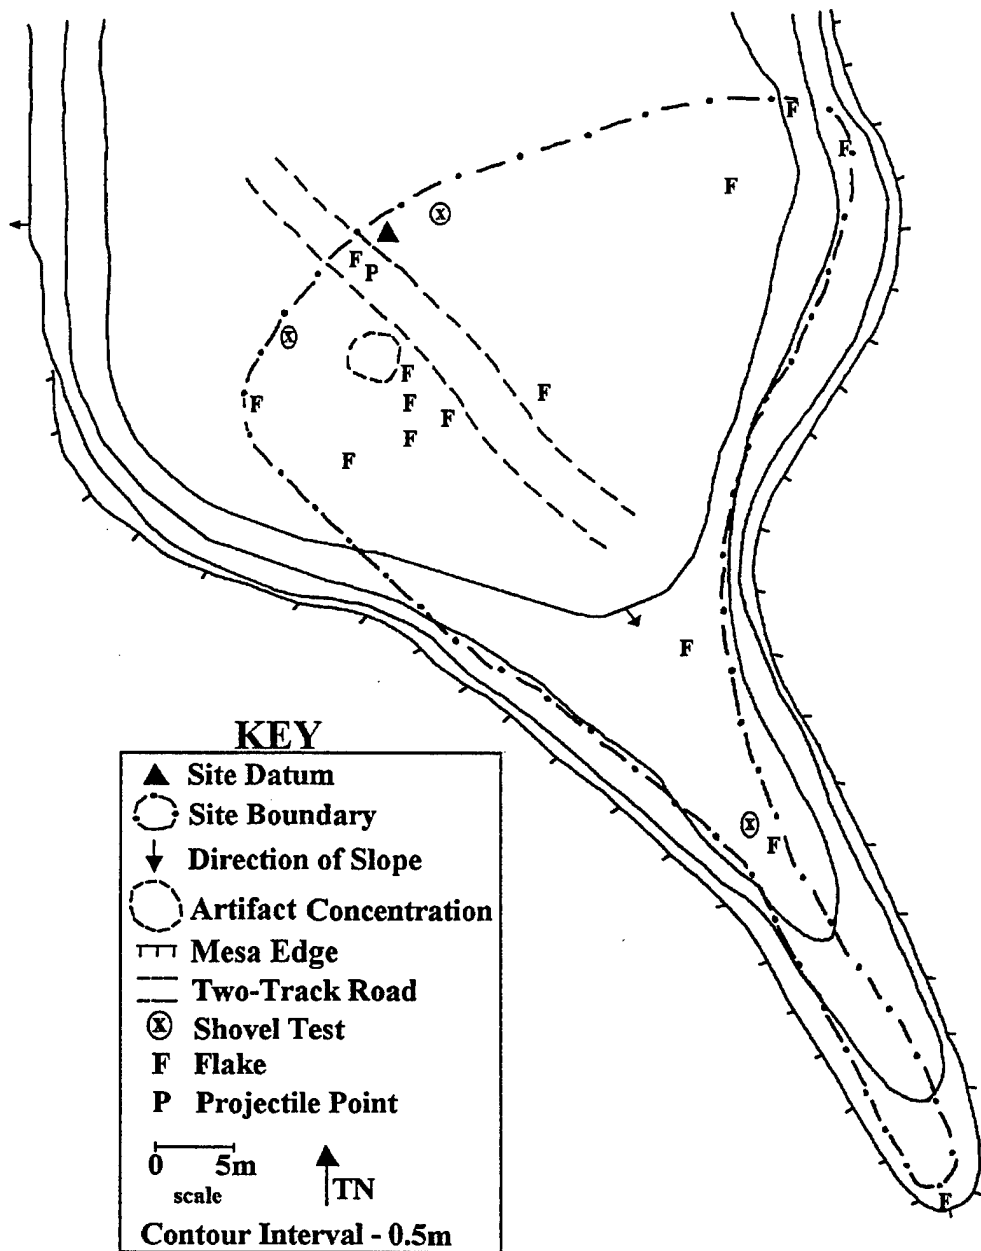 F
F
F
x
F
P
x
F
F
F
F
F
F
F
F
x
F
F
KEY
Site Datum
Site Boundary
Direction of Slope
Artifact Concentration
Mesa Edge
Two-Track Road
x Shovel Test
F Flake
P Projectile Point
0 5m
scale
TN
Contour Interval - 0.5m